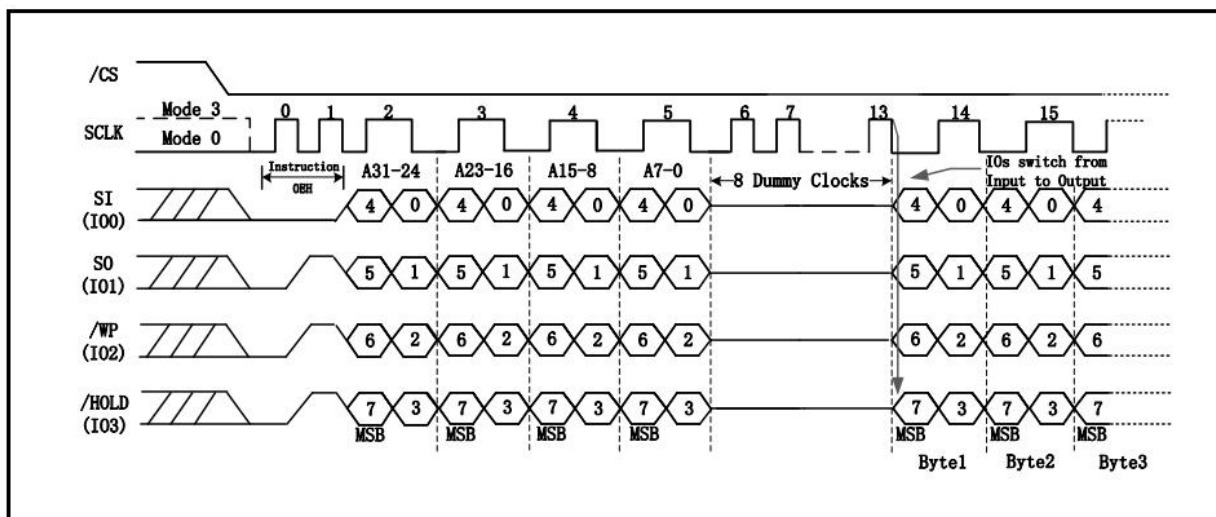 /CS
Mode 3
0 1 2 3 4 5 6 7 13 14 15
SCLK
Mode 0
Instruction
0BH
A31-24 A23-16 A15-8 A7-0
8 Dummy Clocks
IOs switch from
Input to Output
SI
(IO0)
4 0 4 0 4 0 4 0 4 0 4 0 4
SO
(IO1)
5 1 5 1 5 1 5 1 5 1 5 1 5
/WP
(IO2)
6 2 6 2 6 2 6 2 6 2 6 2 6
/HOLD
(IO3)
7 3 7 3 7 3 7 3 7 3 7 3 7
MSB MSB MSB MSB MSB MSB MSB
Byte1 Byte2 Byte3